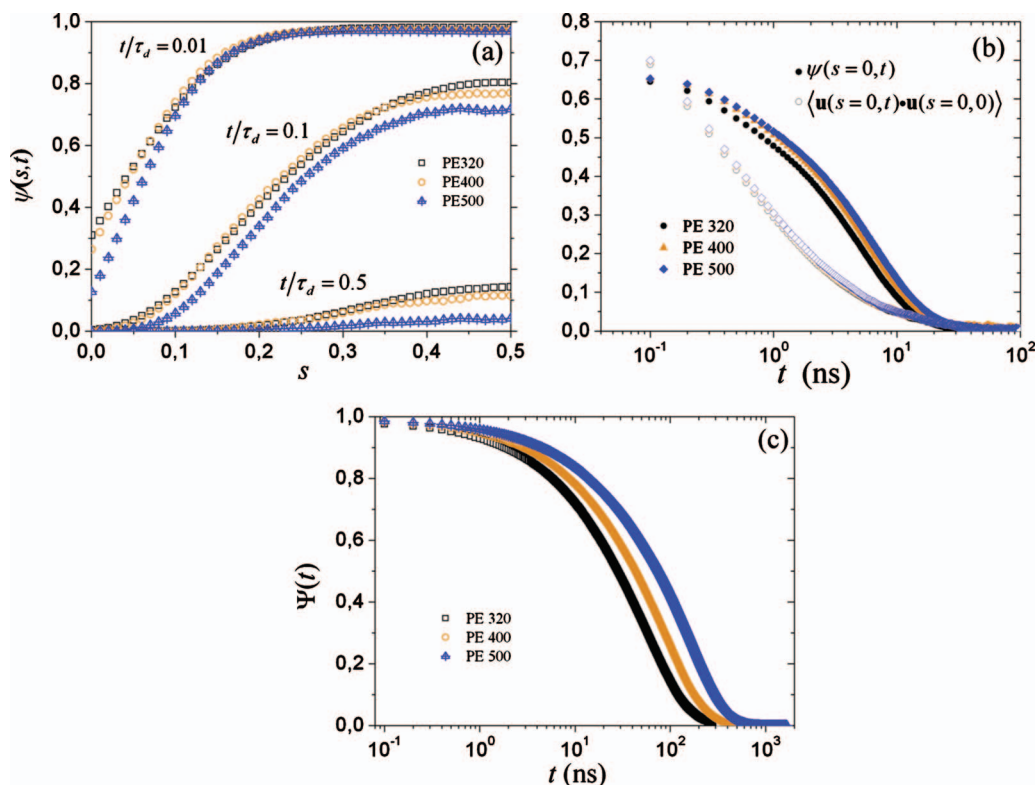 (a)
t/τ_d = 0.01
t/τ_d = 0.1
t/τ_d = 0.5
PE320
PE400
PE500
ψ(s,t)
1,0
0,8
0,6
0,4
0,2
0,0
0,0 0,1 0,2 0,3 0,4 0,5
s
(b)
ψ(s = 0,t)
⟨u(s = 0,t)•u(s = 0,0)⟩
PE 320
PE 400
PE 500
0,8
0,7
0,6
0,5
0,4
0,3
0,2
0,1
0,0
10⁻¹ 10⁰ 10¹ 10²
t (ns)
(c)
PE 320
PE 400
PE 500
Ψ(t)
1,0
0,8
0,6
0,4
0,2
0,0
10⁻¹ 10⁰ 10¹ 10² 10³
t (ns)